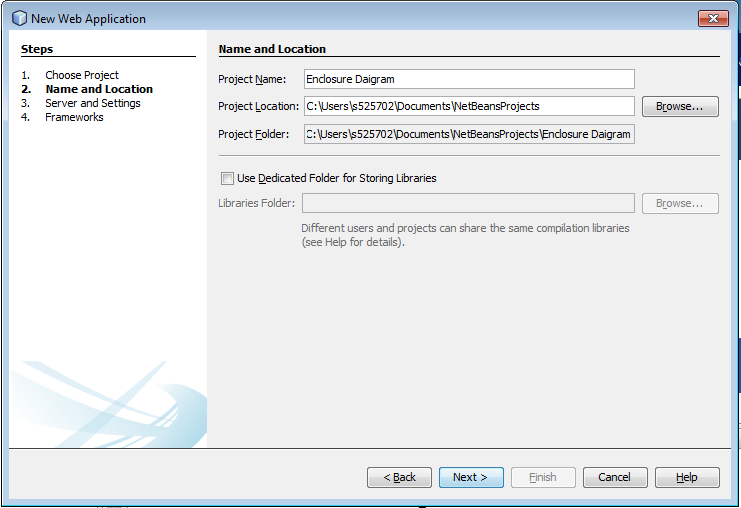 New Web Application
Steps
1. Choose Project
2. Name and Location
3. Server and Settings
4. Frameworks
Name and Location
Project Name: Enclosure Daigram
Project Location: C:\Users\s525702\Documents\NetBeansProjects Browse...
Project Folder: C:\Users\s525702\Documents\NetBeansProjects\Enclosure Daigram
Use Dedicated Folder for Storing Libraries
Libraries Folder: Browse...
Different users and projects can share the same compilation libraries
(see Help for details).
< Back Next > Finish Cancel Help